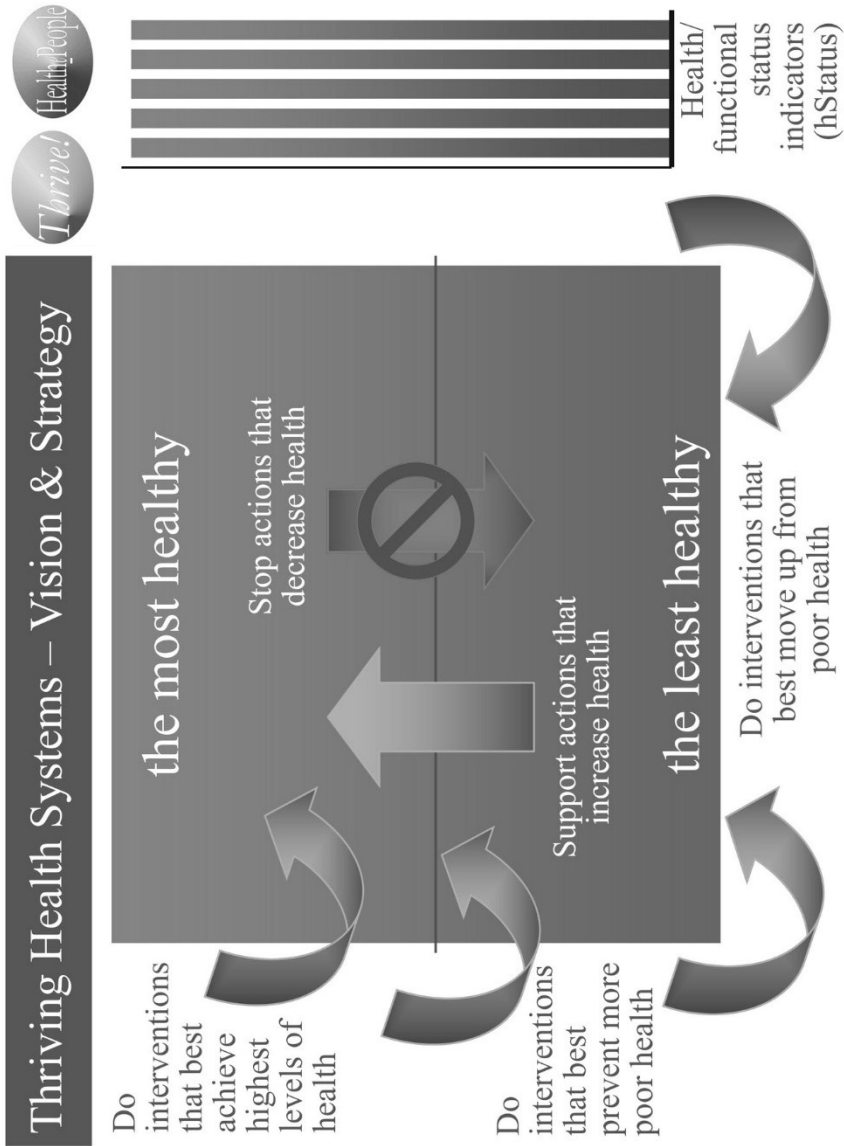 Thriving Health Systems – Vision & Strategy
Thrive!
HealthePeople
the most healthy
Stop actions that
decrease health
Support actions that
increase health
the least healthy
Do
interventions
that best
achieve
highest
levels of
health
Do
interventions
that best
prevent more
poor health
Do interventions that
best move up from
poor health
Health/
functional
status
indicators
(hStatus)